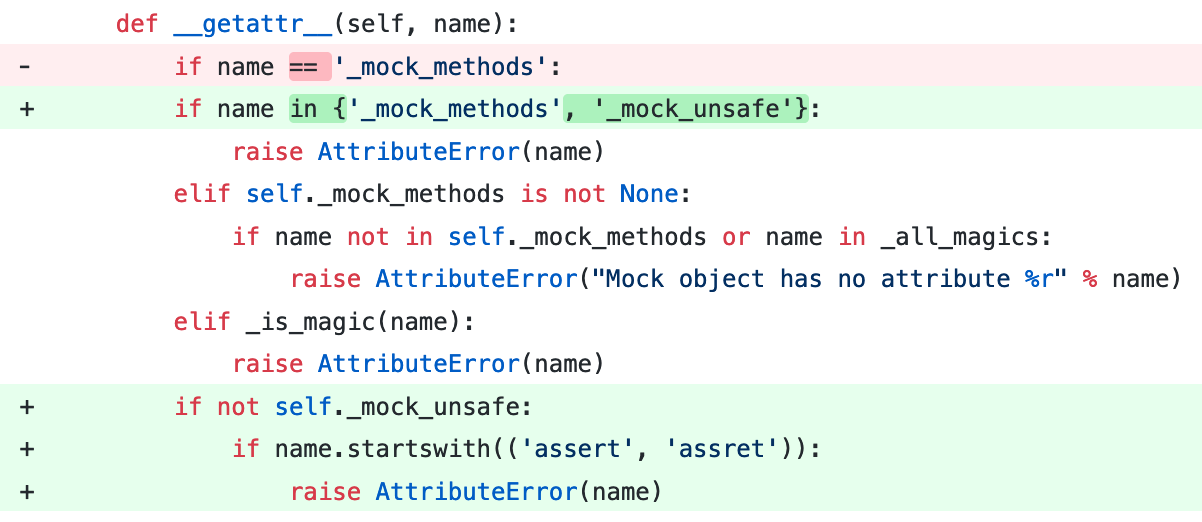 def __getattr__(self, name):
- if name == '_mock_methods':
+ if name in {'_mock_methods', '_mock_unsafe'}:
raise AttributeError(name)
elif self._mock_methods is not None:
if name not in self._mock_methods or name in _all_magics:
raise AttributeError("Mock object has no attribute %r" % name)
elif _is_magic(name):
raise AttributeError(name)
+ if not self._mock_unsafe:
+ if name.startswith(('assert', 'assret')):
+ raise AttributeError(name)